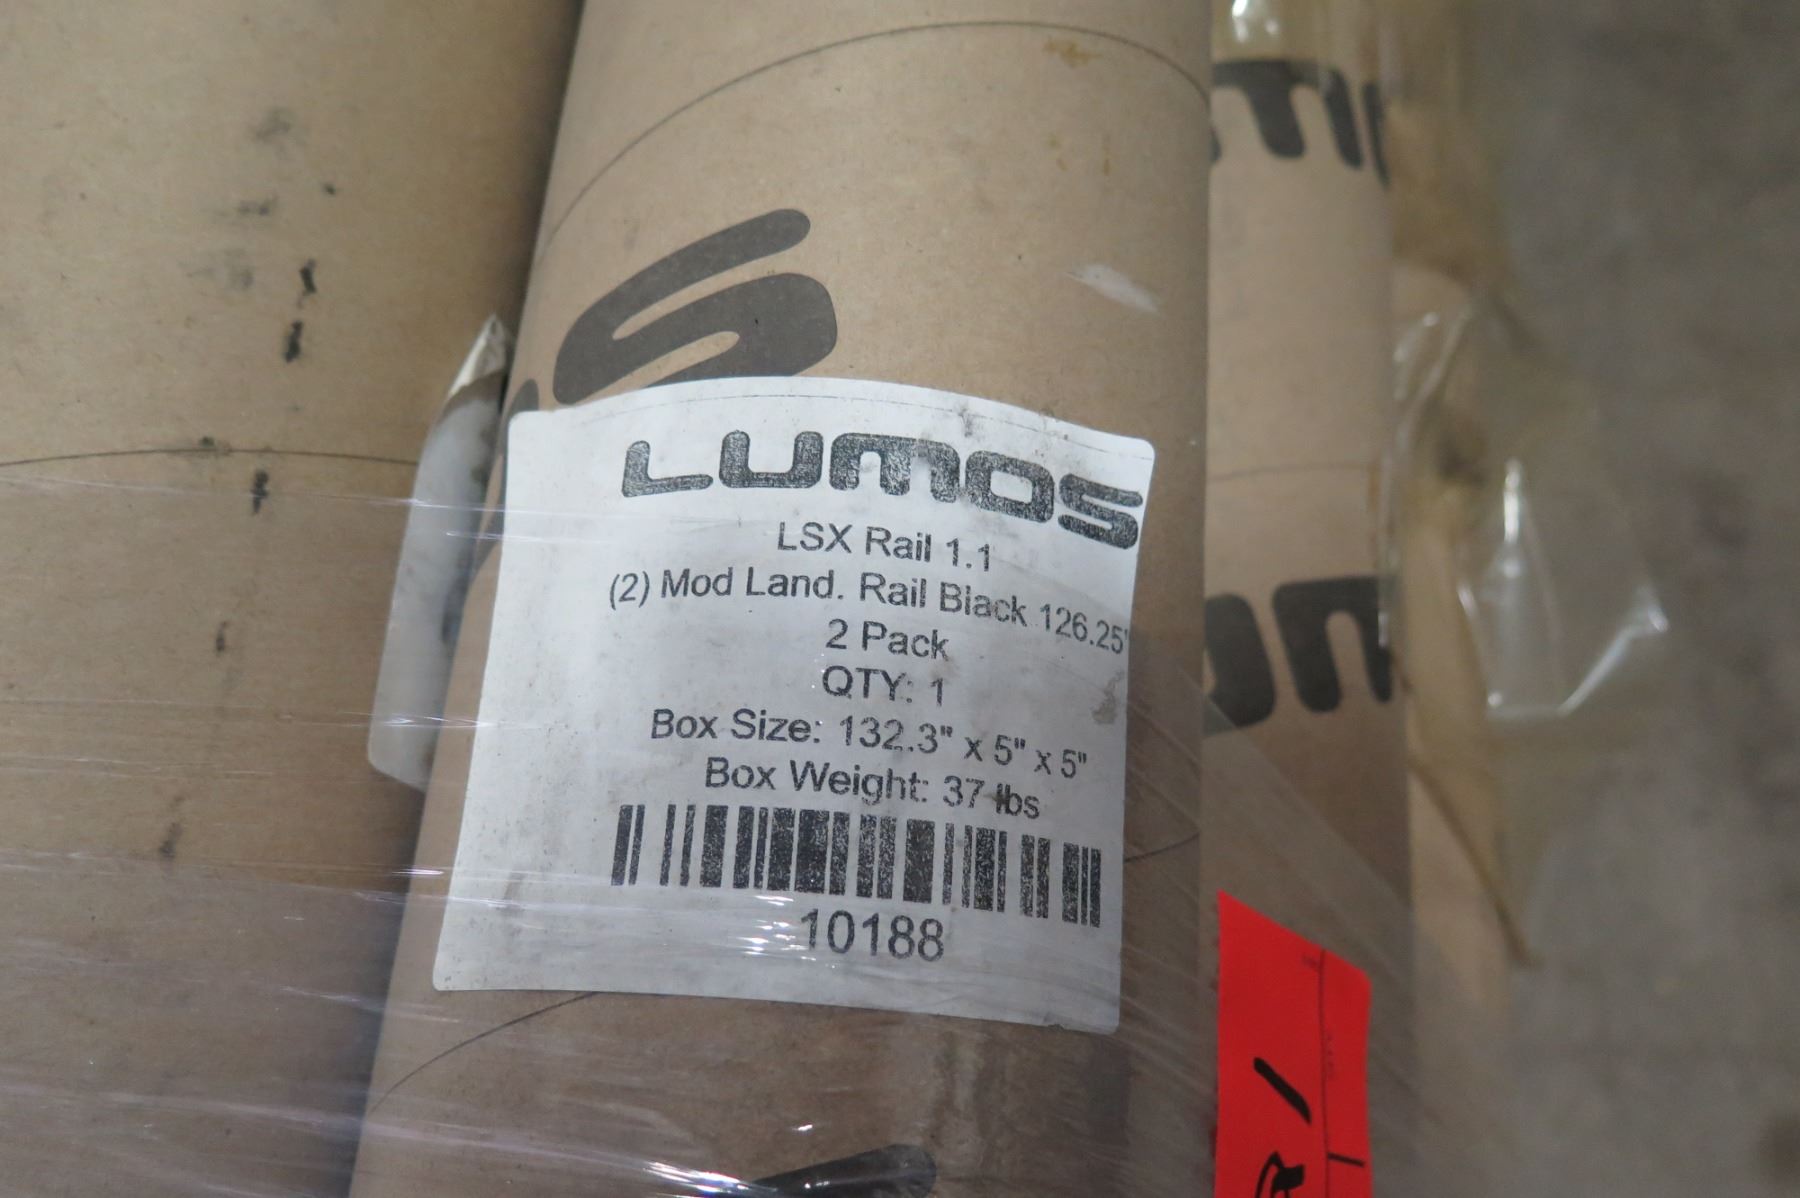 LUMOS
LSX Rail 1.1
(2) Mod Land. Rail Black 126.25"
2 Pack
QTY: 1
Box Size: 132.3" x 5" x 5"
Box Weight: 37 lbs
10188